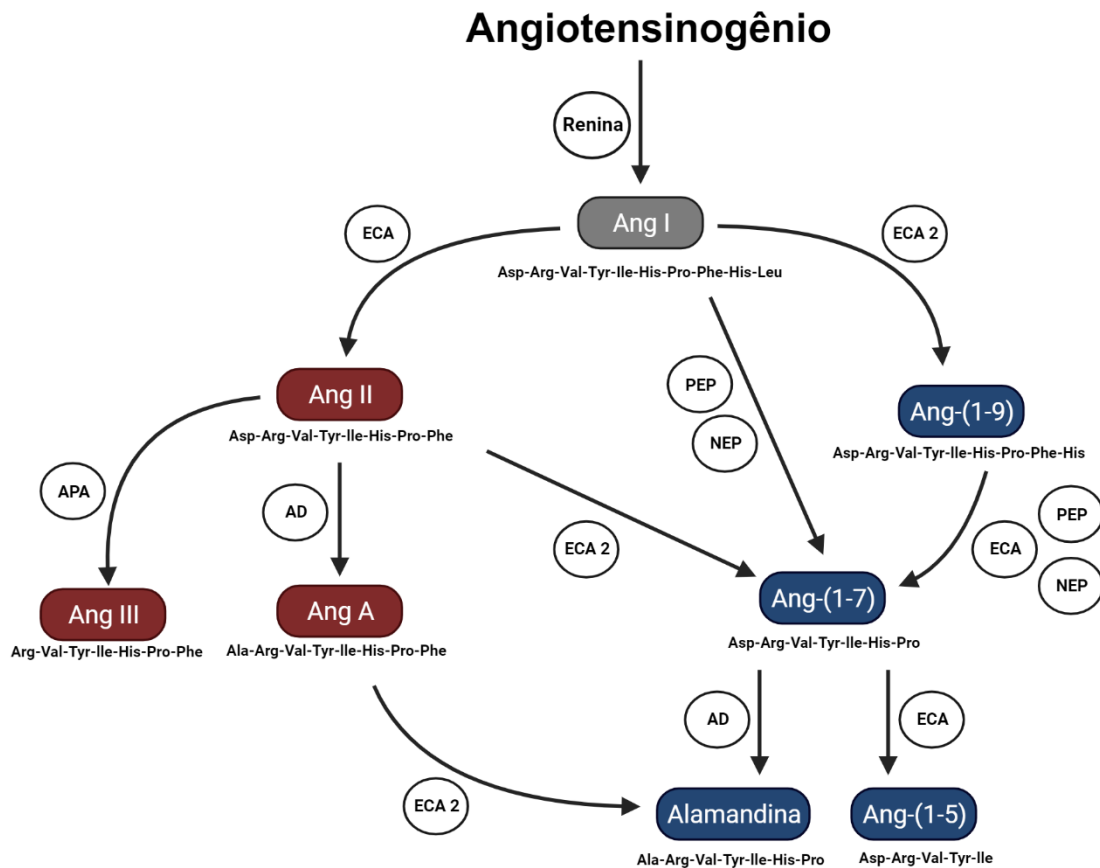 Angiotensinogênio
Renina
Ang I
Asp-Arg-Val-Tyr-Ile-His-Pro-Phe-His-Leu
ECA
ECA 2
PEP
NEP
Ang II
Asp-Arg-Val-Tyr-Ile-His-Pro-Phe
Ang-(1-9)
Asp-Arg-Val-Tyr-Ile-His-Pro-Phe-His
APA
AD
ECA 2
PEP
ECA
NEP
Ang III
Arg-Val-Tyr-Ile-His-Pro-Phe
Ang A
Ala-Arg-Val-Tyr-Ile-His-Pro-Phe
Ang-(1-7)
Asp-Arg-Val-Tyr-Ile-His-Pro
AD
ECA
ECA 2
Alamandina
Ala-Arg-Val-Tyr-Ile-His-Pro
Ang-(1-5)
Asp-Arg-Val-Tyr-Ile